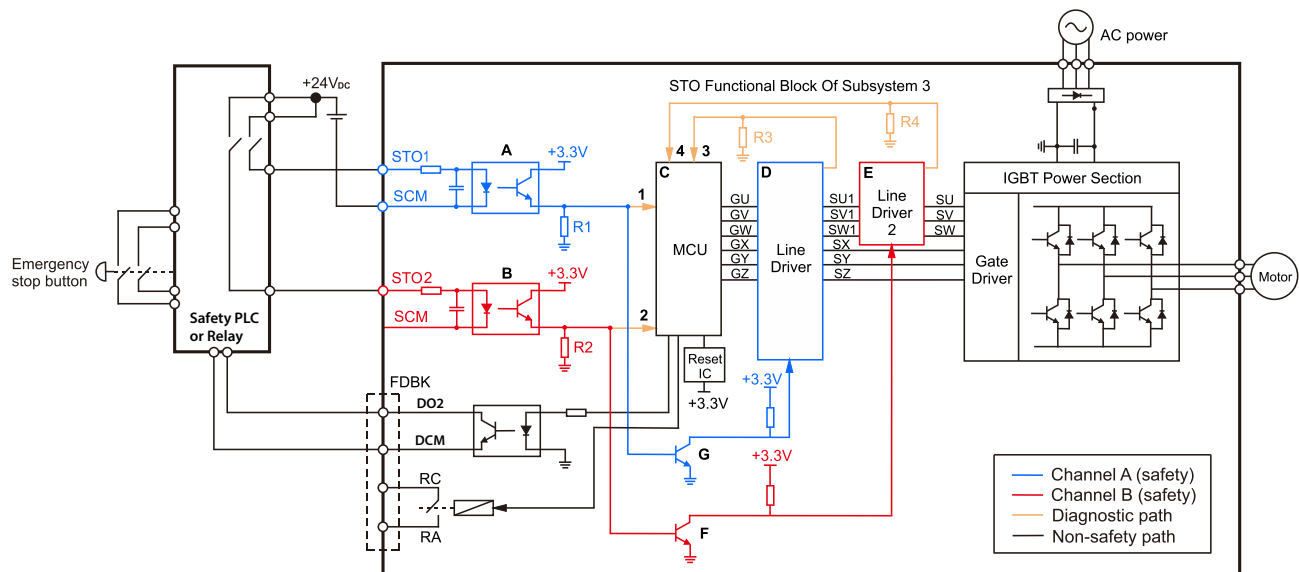 AC power
STO Functional Block Of Subsystem 3
+24VDC
R3
R4
STO1
A
+3.3V
4
3
C
D
E
IGBT Power Section
SCM
1
R1
MCU
GU
GV
GW
GX
GY
GZ
Line
Driver
SU1
SV1
SW1
SX
SY
SZ
Line
Driver
2
SU
SV
SW
Gate
Driver
Motor
Emergency
stop button
STO2
B
+3.3V
SCM
2
R2
Safety PLC
or Relay
Reset
IC
+3.3V
+3.3V
FDBK
DO2
DCM
G
+3.3V
RC
RA
F
Channel A (safety)
Channel B (safety)
Diagnostic path
Non-safety path